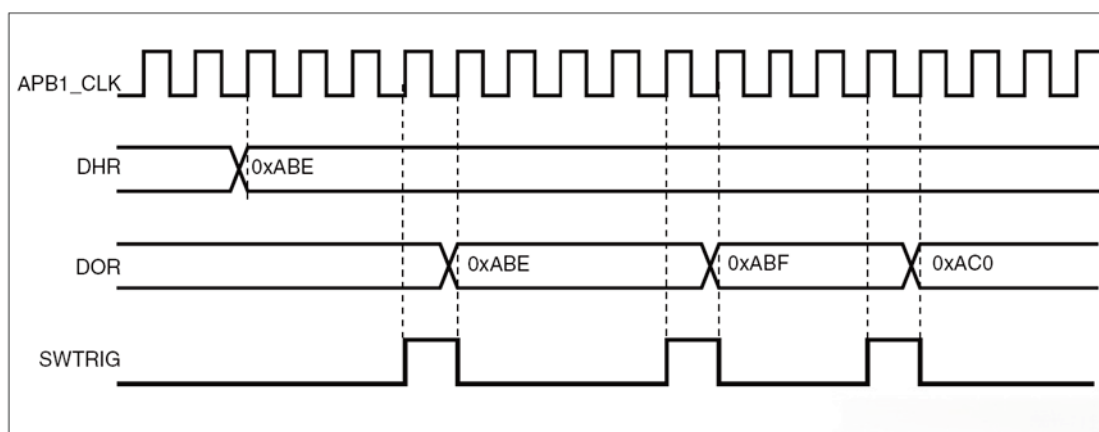 APB1_CLK
DHR
0xABE
DOR
0xABE
0xABF
0xAC0
SWTRIG